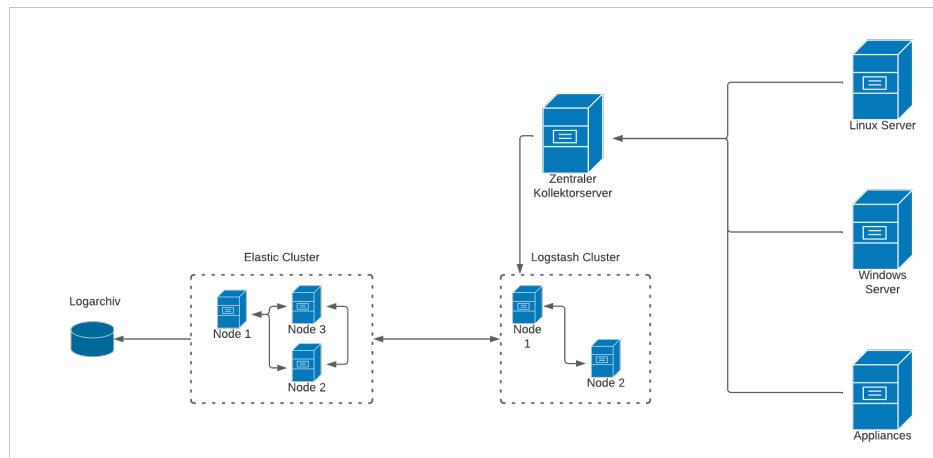 Linux Server
Zentraler
Kollektorserver
Windows
Server
Elastic Cluster
Logstash Cluster
Logarchiv
Node 1
Node 3
Node 2
Node
1
Node 2
Appliances